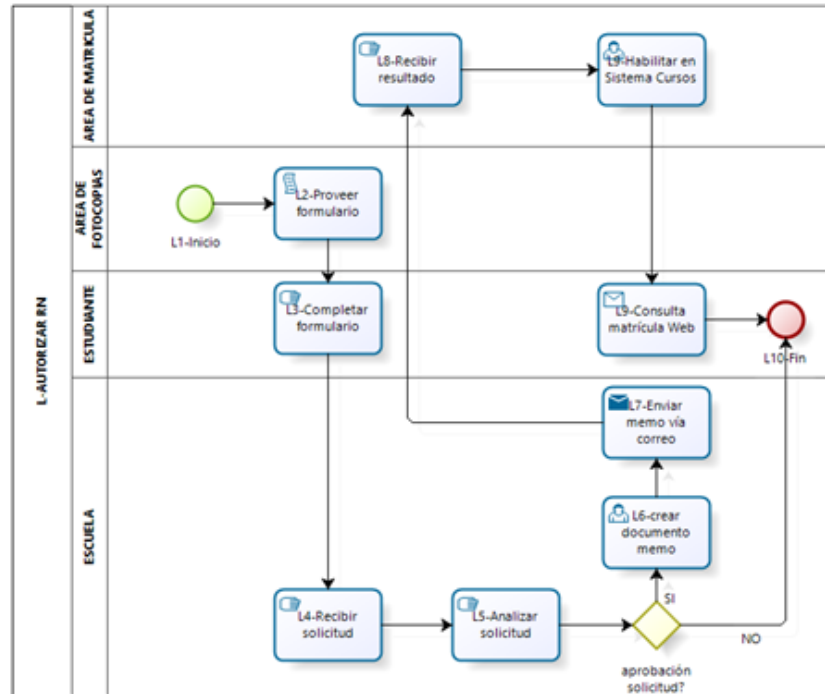 L-AUTORIZAR RN
AREA DE MATRICULA
L8-Recibir
resultado
L9-Habilitar en
Sistema Cursos
AREA DE
FOTOCOPIAS
L1-Inicio
L2-Proveer
formulario
ESTUDIANTE
L3-Completar
formulario
L9-Consulta
matrícula Web
L10-Fin
ESCUELA
L7-Enviar
memo vía
correo
L6-crear
documento
memo
SI
L4-Recibir
solicitud
L5-Analizar
solicitud
NO
aprobación
solicitud?